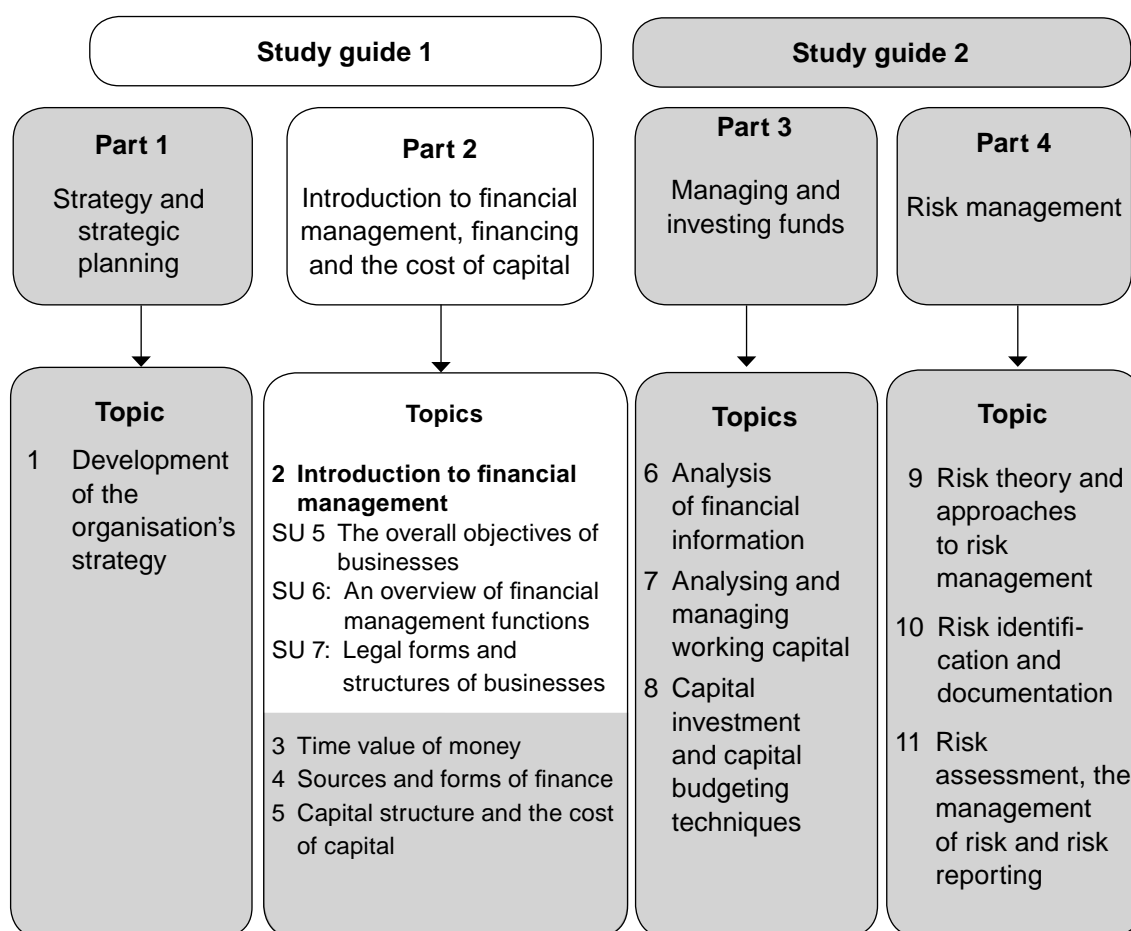 Study guide 1
Study guide 2
Part 1
Strategy and
strategic
planning
Part 2
Introduction to financial
management, financing
and the cost of capital
Part 3
Managing and
investing funds
Part 4
Risk management
Topic
1 Development
of the
organisation's
strategy
Topics
2 Introduction to financial
management
SU 5 The overall objectives of
businesses
SU 6: An overview of financial
management functions
SU 7: Legal forms and
structures of businesses
3 Time value of money
4 Sources and forms of finance
5 Capital structure and the cost
of capital
Topics
6 Analysis
of financial
information
7 Analysing and
managing
working capital
8 Capital
investment
and capital
budgeting
techniques
Topic
9 Risk theory and
approaches
to risk
management
10 Risk identifi-
cation and
documentation
11 Risk
assessment, the
management
of risk and risk
reporting